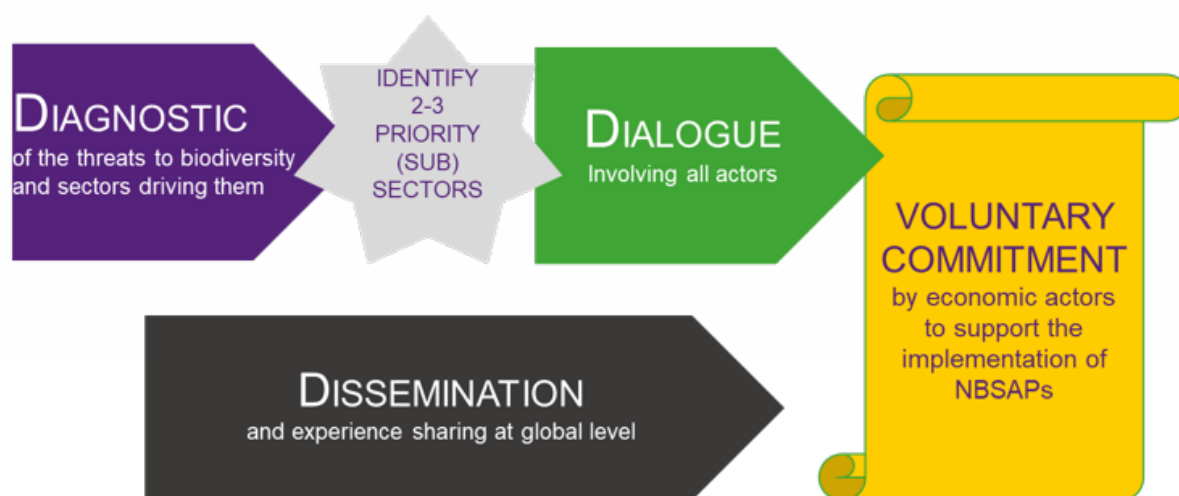 DIAGNOSTIC
of the threats to biodiversity
and sectors driving them
IDENTIFY
2-3
PRIORITY
(SUB)
SECTORS
DIALOGUE
Involving all actors
VOLUNTARY
COMMITMENT
by economic actors
to support the
implementation of
NBSAPs
DISSEMINATION
and experience sharing at global level